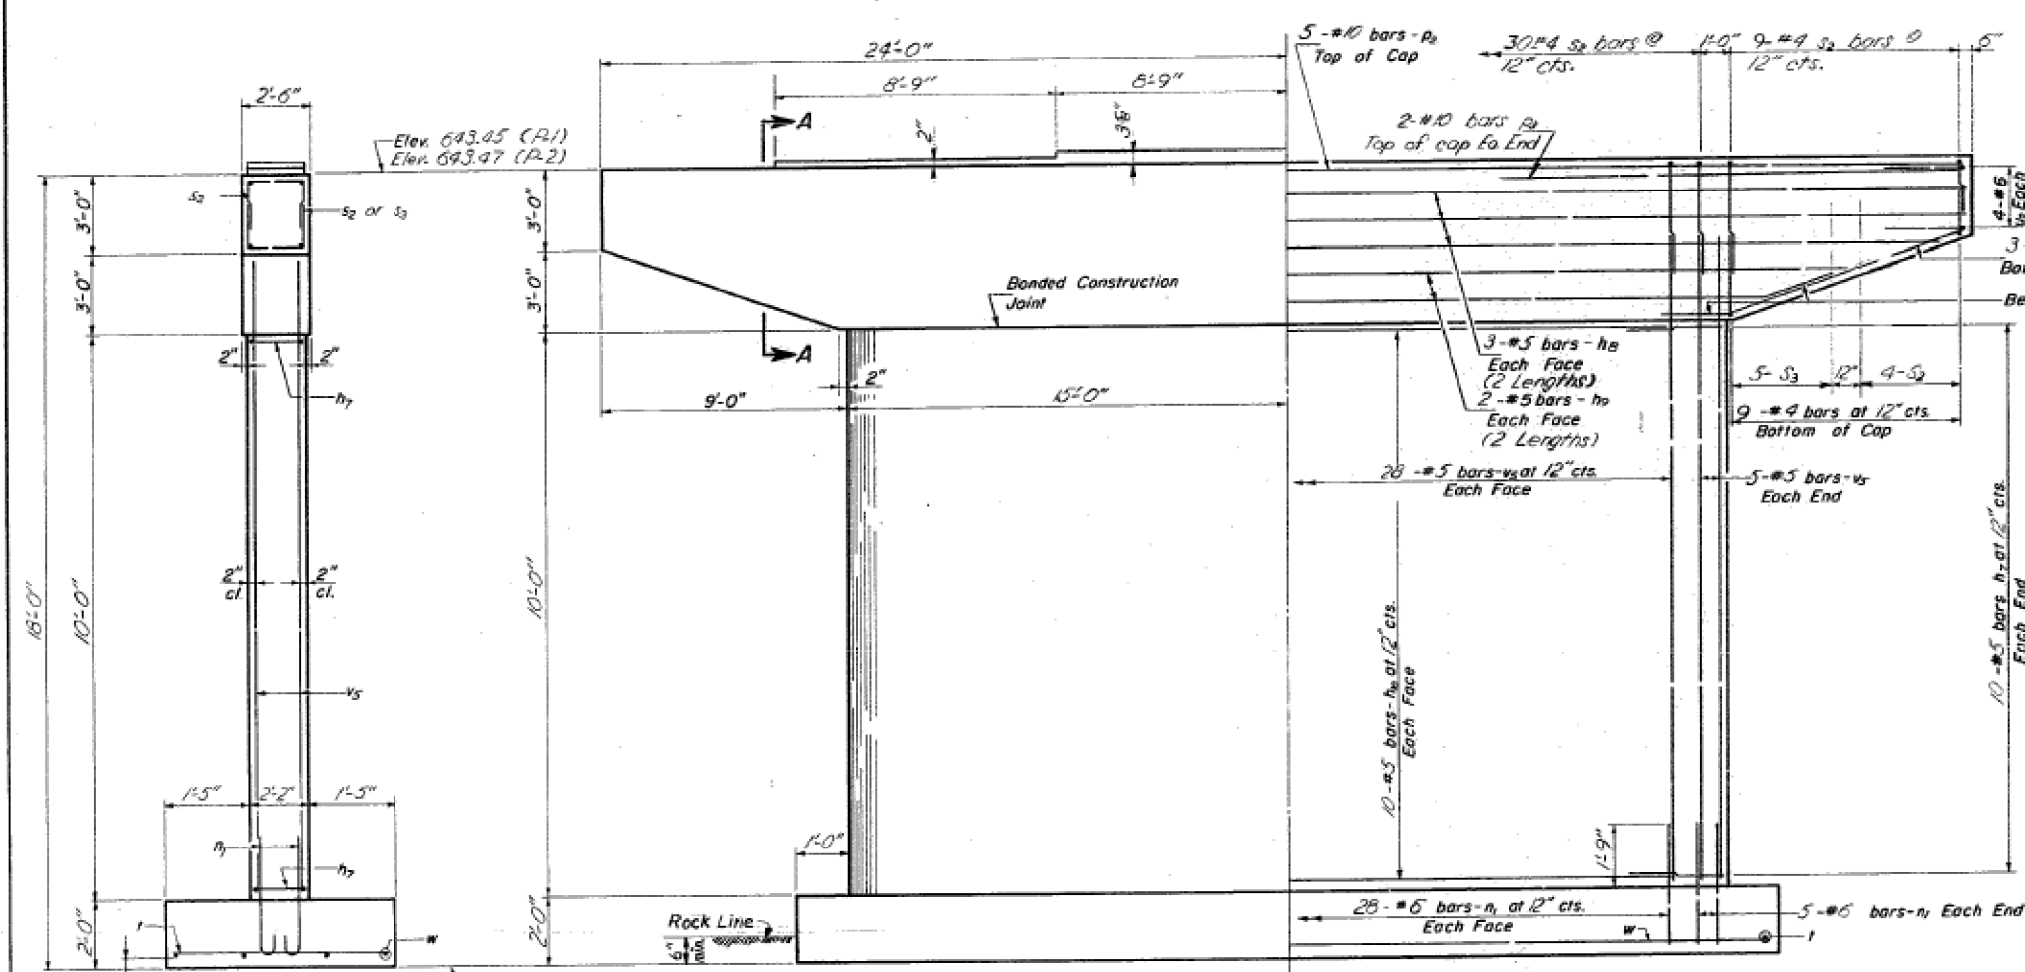 2'-6"
Elev. 643.45 (P-1)
Elev. 643.47 (P-2)
s₂
s₂ or s₃
3'-0"
3'-0"
2"
2"
h₇
18'-0"
10'-0"
2"
cl.
2"
cl.
v₅
1'-5"
2'-2"
1'-5"
n₁
h₇
2'-0"
t
w
24'-0"
8'-9"
8'-9"
A
2"
3'-0"
3'-0"
Bonded Construction
Joint
A
2"
9'-0"
15'-0"
10'-0"
1'-0"
2'-0"
Rock Line
6"
min.
5-#10 bars-p₂
Top of Cap
30#4 s₂ bars @
12" cts.
1'-0"
9-#4 s₂ bars @
12" cts.
6"
2-#10 bars
Top of cap Ea End
4-#6
Each
3-
Be
3-#5 bars-h₈
Each Face
(2 Lengths)
2-#5 bars-h₉
Each Face
(2 Lengths)
5-s₃
12"
4-s₂
9-#4 bars at 12" cts.
Bottom of Cap
28-#5 bars-v₅ at 12" cts.
Each Face
5-#5 bars-v₅
Each End
10-#5 bars-h₁₀ at 12" cts.
Each Face
10-#5 bars h₇ at 12" cts.
Each End
1'-9"
28-#6 bars-n₁ at 12" cts.
Each Face
5-#6 bars-n₁ Each End
w
t